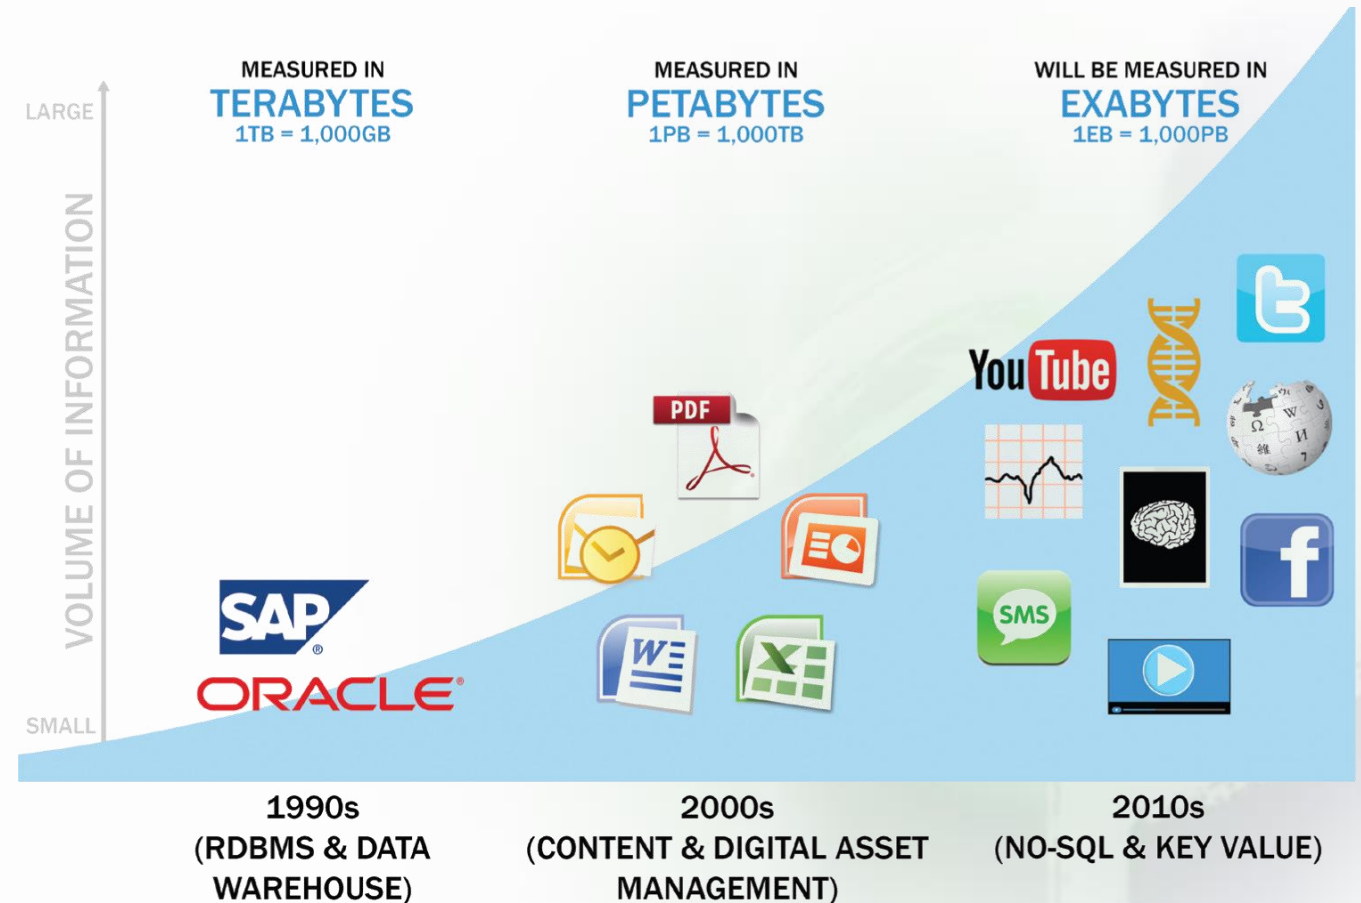 MEASURED IN
TERABYTES
1TB = 1,000GB
MEASURED IN
PETABYTES
1PB = 1,000TB
WILL BE MEASURED IN
EXABYTES
1EB = 1,000PB
LARGE
VOLUME OF INFORMATION
SMALL
SAP®
ORACLE®
PDF
W
X
YouTube
t
Ω W
維 И
7
SMS
f
1990s
(RDBMS & DATA
WAREHOUSE)
2000s
(CONTENT & DIGITAL ASSET
MANAGEMENT)
2010s
(NO-SQL & KEY VALUE)